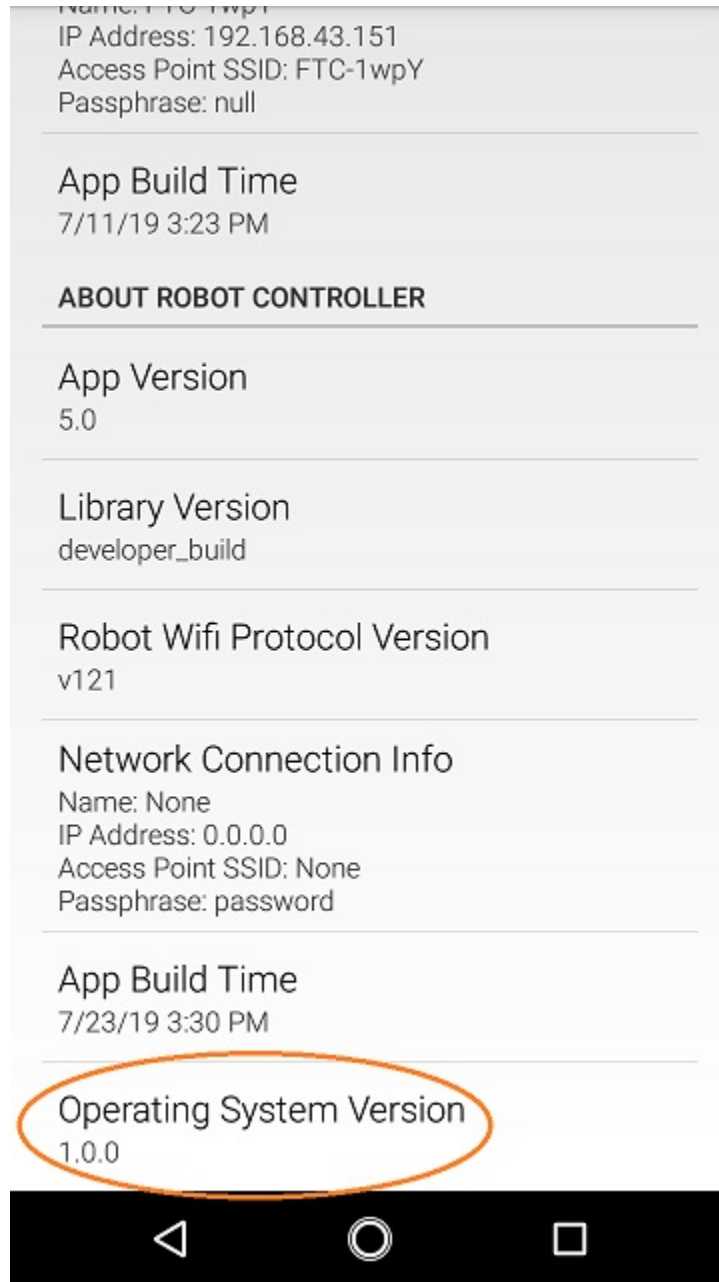 Name: FTC-1wpY
IP Address: 192.168.43.151
Access Point SSID: FTC-1wpY
Passphrase: null
App Build Time
7/11/19 3:23 PM
ABOUT ROBOT CONTROLLER
App Version
5.0
Library Version
developer_build
Robot Wifi Protocol Version
v121
Network Connection Info
Name: None
IP Address: 0.0.0.0
Access Point SSID: None
Passphrase: password
App Build Time
7/23/19 3:30 PM
Operating System Version
1.0.0